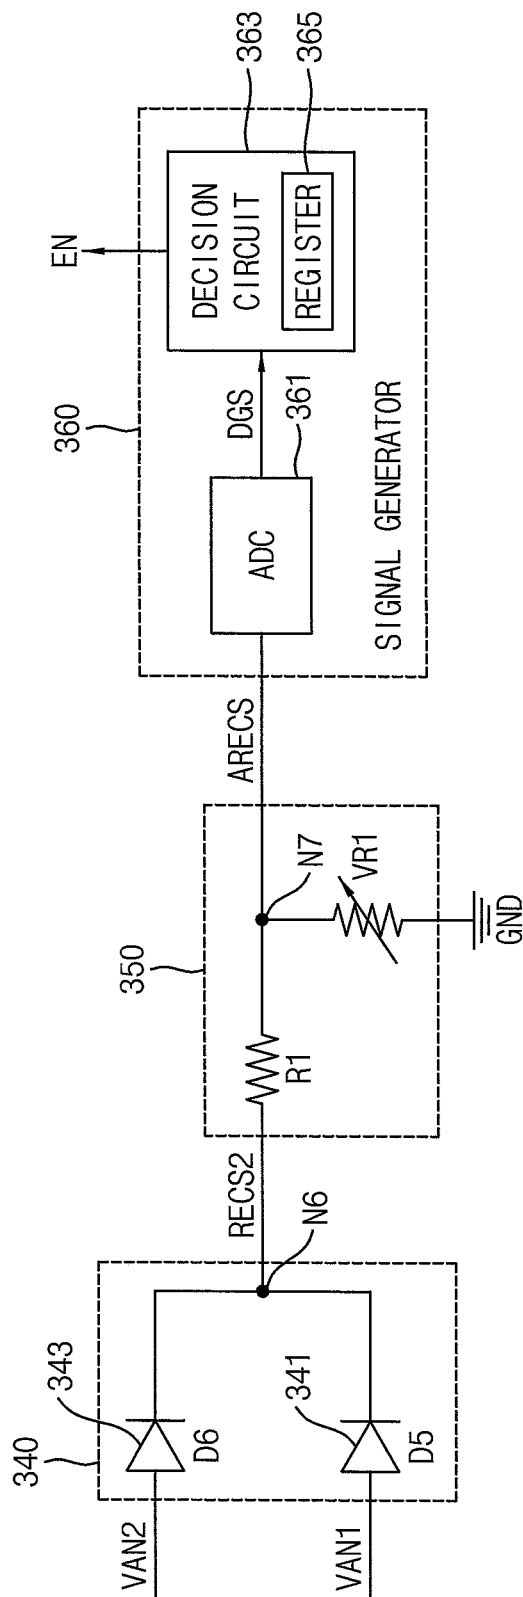 340
343
VAN2
D6
341
VAN1
D5
N6
RECS2
350
R1
N7
VR1
GND
ARECS
360
ADC
361
DGS
EN
DECISION
CIRCUIT
REGISTER
363
365
SIGNAL GENERATOR